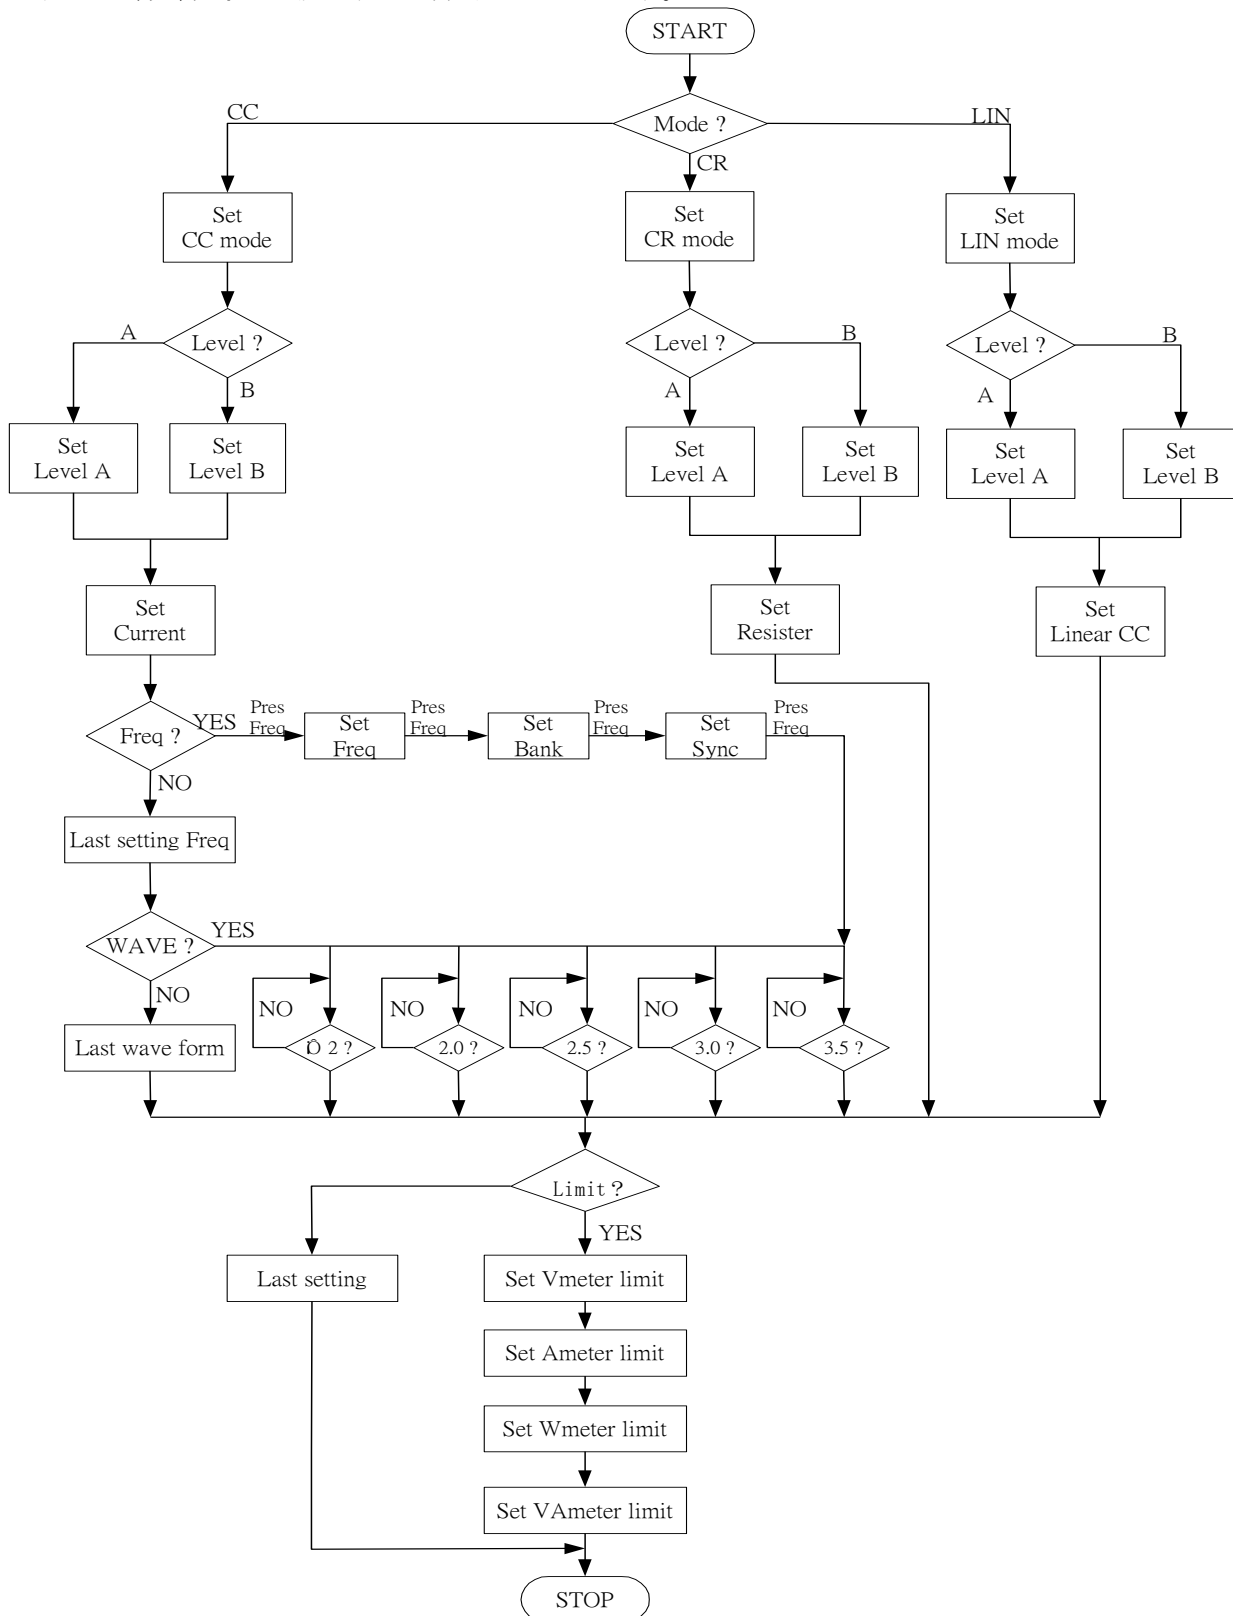 START
Mode ?
CC
CR
LIN
Set
CC mode
Set
CR mode
Set
LIN mode
Level ?
A
B
Level ?
A
B
Level ?
A
B
Set
Level A
Set
Level B
Set
Level A
Set
Level B
Set
Level A
Set
Level B
Set
Current
Set
Resister
Set
Linear CC
Freq ?
YES
NO
Pres
Freq
Set
Freq
Pres
Freq
Set
Bank
Pres
Freq
Set
Sync
Pres
Freq
Last setting Freq
WAVE ?
YES
NO
NO
NO
NO
NO
NO
Last wave form
2 ?
2.0 ?
2.5 ?
3.0 ?
3.5 ?
Limit ?
YES
Last setting
Set Vmeter limit
Set Ameter limit
Set Wmeter limit
Set VAmeter limit
STOP